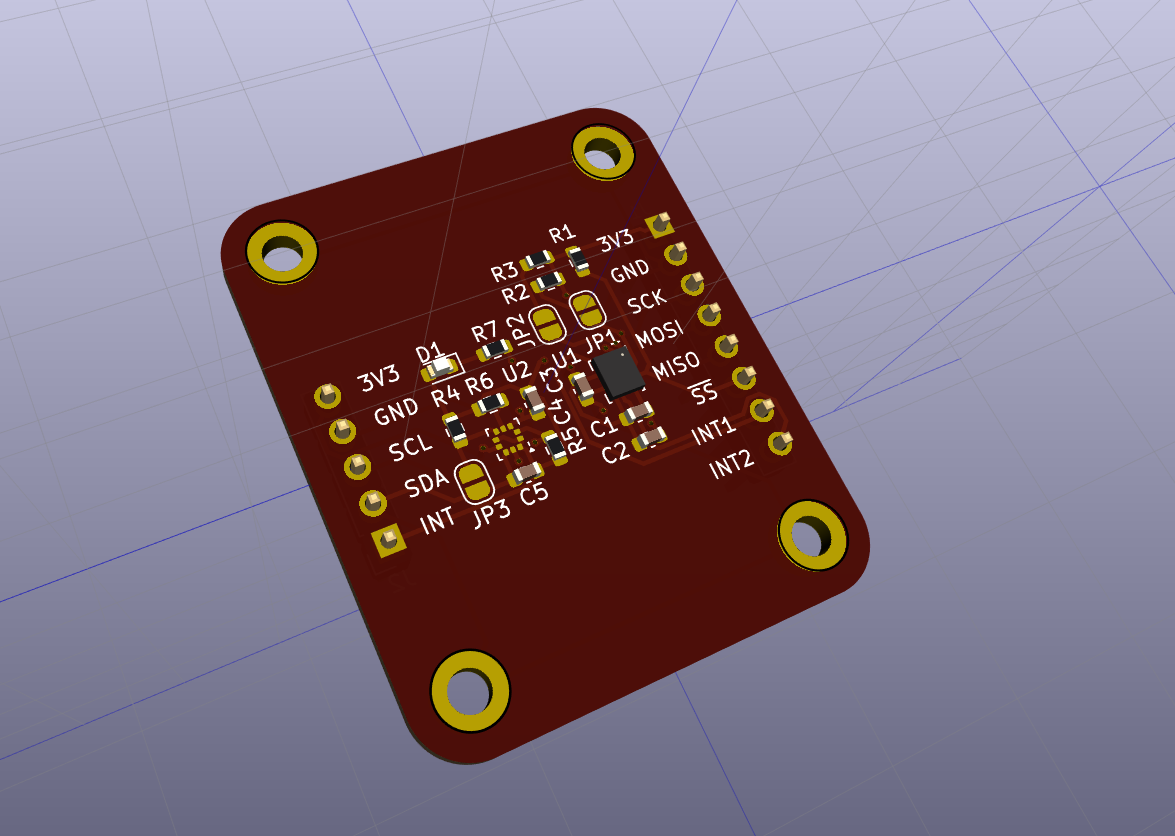 R1
3V3
R3
GND
R2
SCK
JP2
R7
JP1
MOSI
D1
U1
MISO
3V3
R4
R6
U2
C3
SS
GND
C4
C1
INT1
SCL
R5
C2
INT2
SDA
C5
INT
JP3